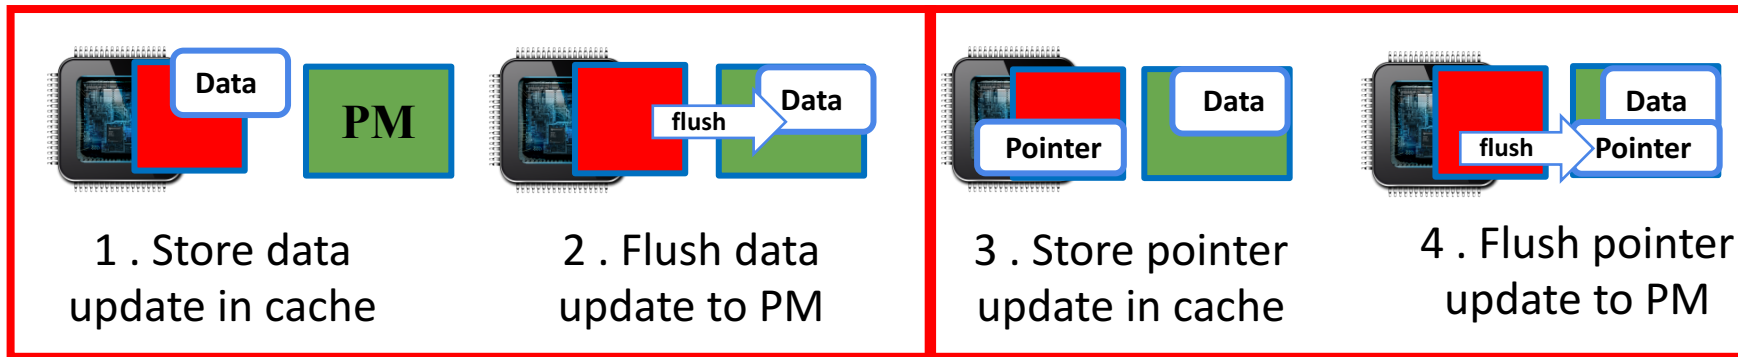 Data
PM
flush
Data
Pointer
Data
flush
Data
Pointer
1 . Store data
update in cache
2 . Flush data
update to PM
3 . Store pointer
update in cache
4 . Flush pointer
update to PM